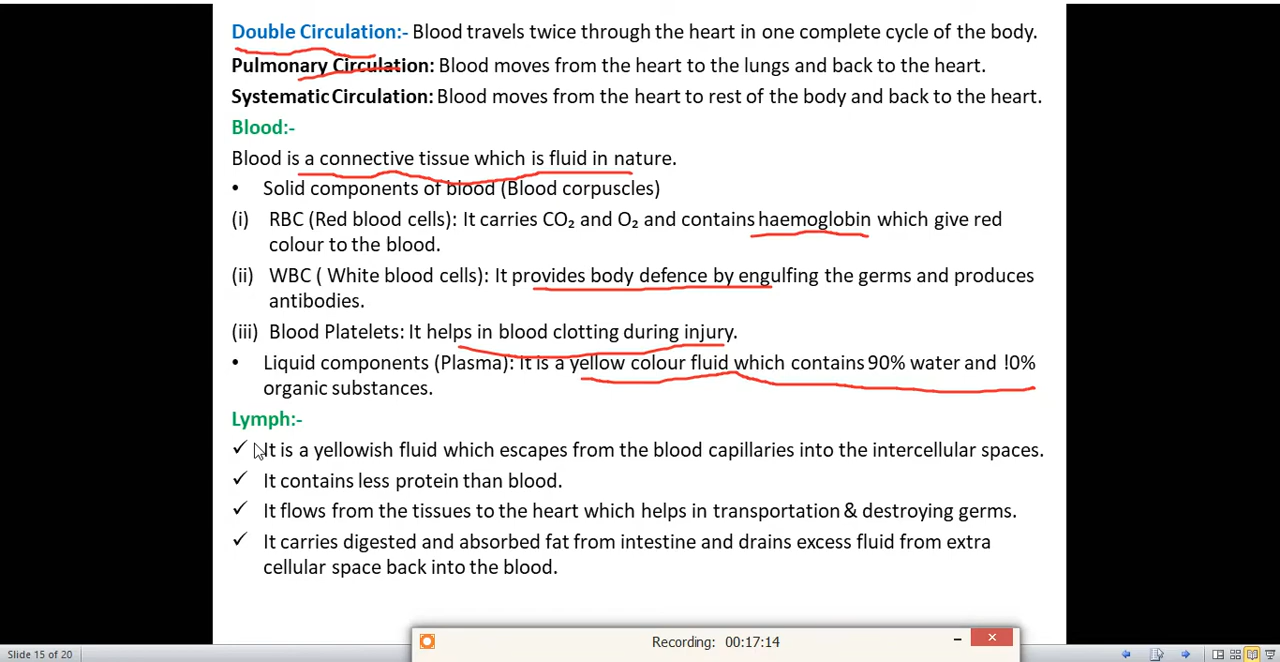 Double Circulation:- Blood travels twice through the heart in one complete cycle of the body.
Pulmonary Circulation: Blood moves from the heart to the lungs and back to the heart.
Systematic Circulation: Blood moves from the heart to rest of the body and back to the heart.
Blood:-
Blood is a connective tissue which is fluid in nature.
• Solid components of blood (Blood corpuscles)
(i) RBC (Red blood cells): It carries CO₂ and O₂ and contains haemoglobin which give red
colour to the blood.
(ii) WBC ( White blood cells): It provides body defence by engulfing the germs and produces
antibodies.
(iii) Blood Platelets: It helps in blood clotting during injury.
• Liquid components (Plasma): It is a yellow colour fluid which contains 90% water and !0%
organic substances.
Lymph:-
✓ It is a yellowish fluid which escapes from the blood capillaries into the intercellular spaces.
✓ It contains less protein than blood.
✓ It flows from the tissues to the heart which helps in transportation & destroying germs.
✓ It carries digested and absorbed fat from intestine and drains excess fluid from extra
cellular space back into the blood.
Recording: 00:17:14
Slide 15 of 20